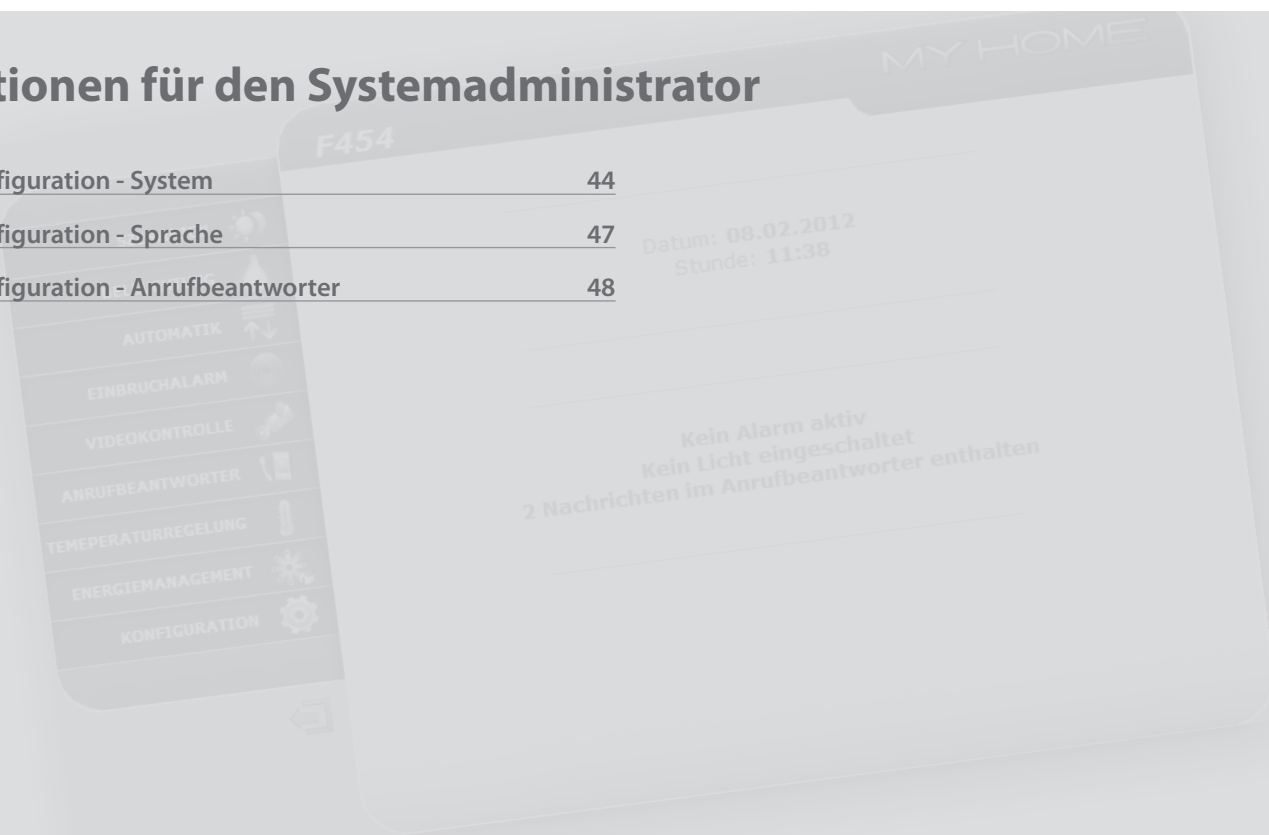 tionen für den Systemadministrator
figuration - System 44
figuration - Sprache 47
figuration - Anrufbeantworter 48
MY HOME
F454
Datum: 08.02.2012
Stunde: 11:38
Kein Alarm aktiv
Kein Licht eingeschaltet
2 Nachrichten im Anrufbeantworter enthalten
AUTOMATIK
EINBRUCHALARM
VIDEOKONTROLLE
ANRUFBEANTWORTER
TEMEPERATURREGELUNG
ENERGIEMANAGEMENT
KONFIGURATION